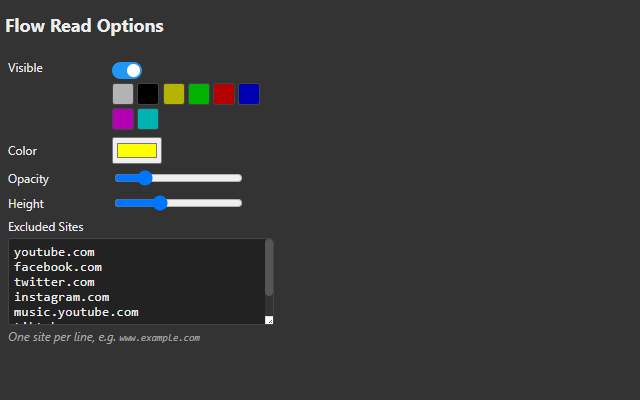 Flow Read Options
Visible
Color
Opacity
Height
Excluded Sites
youtube.com
facebook.com
twitter.com
instagram.com
music.youtube.com
One site per line, e.g. www.example.com